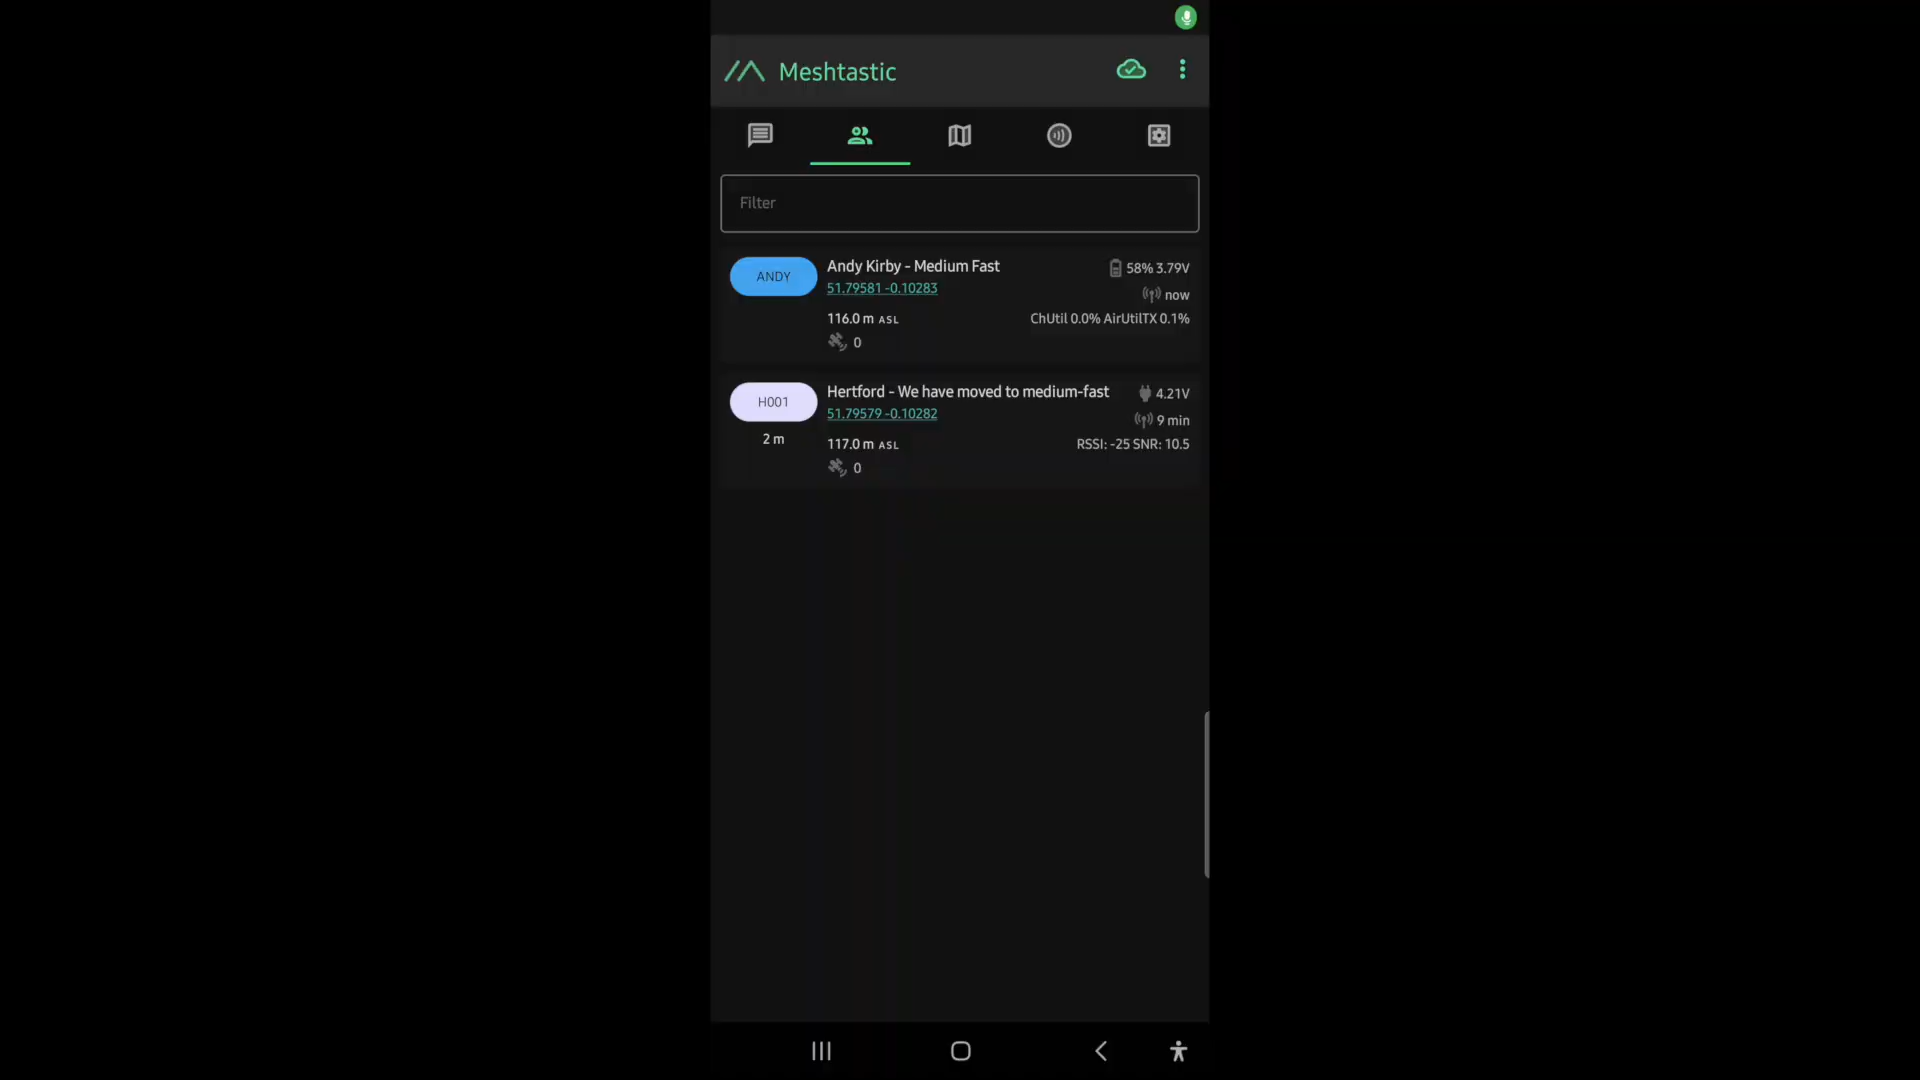 Meshtastic
Filter
ANDY
Andy Kirby - Medium Fast
58% 3.79V
51.79581 -0.10283
now
116.0 m ASL
ChUtil 0.0% AirUtilTX 0.1%
0
H001
Hertford - We have moved to medium-fast
4.21V
51.79579 -0.10282
9 min
2 m
117.0 m ASL
RSSI: -25 SNR: 10.5
0